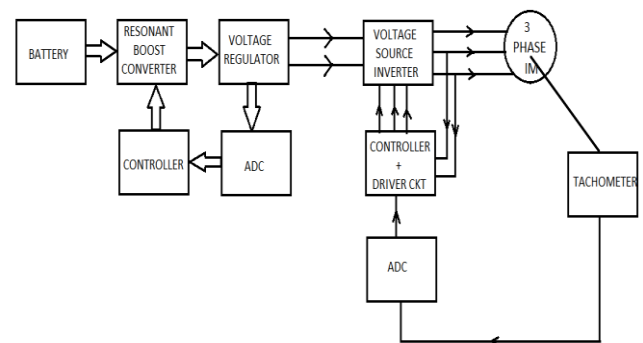 BATTERY
RESONANT
BOOST
CONVERTER
VOLTAGE
REGULATOR
VOLTAGE
SOURCE
INVERTER
3
PHASE
IM
CONTROLLER
ADC
CONTROLLER
+
DRIVER CKT
TACHOMETER
ADC